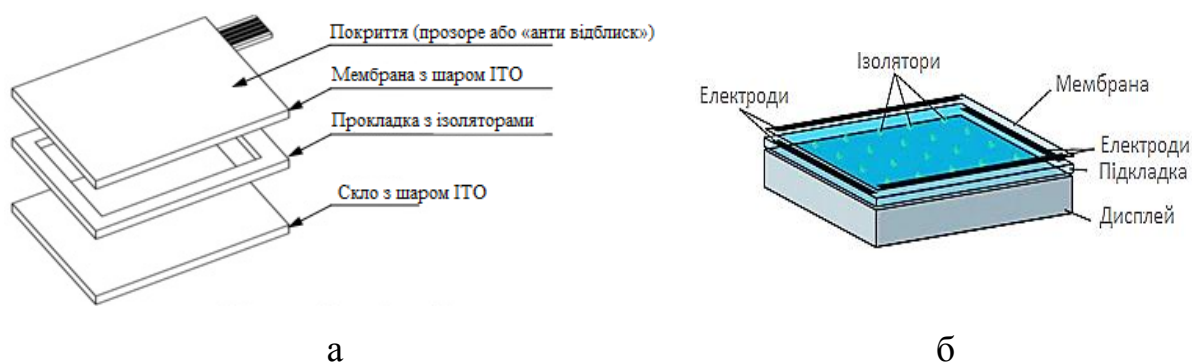 Покриття (прозоре або «анти відблиск»)
Мембрана з шаром ІТО
Прокладка з ізоляторами
Скло з шаром ІТО
а
Ізолятори
Мембрана
Електроди
Електроди
Підкладка
Дисплей
б